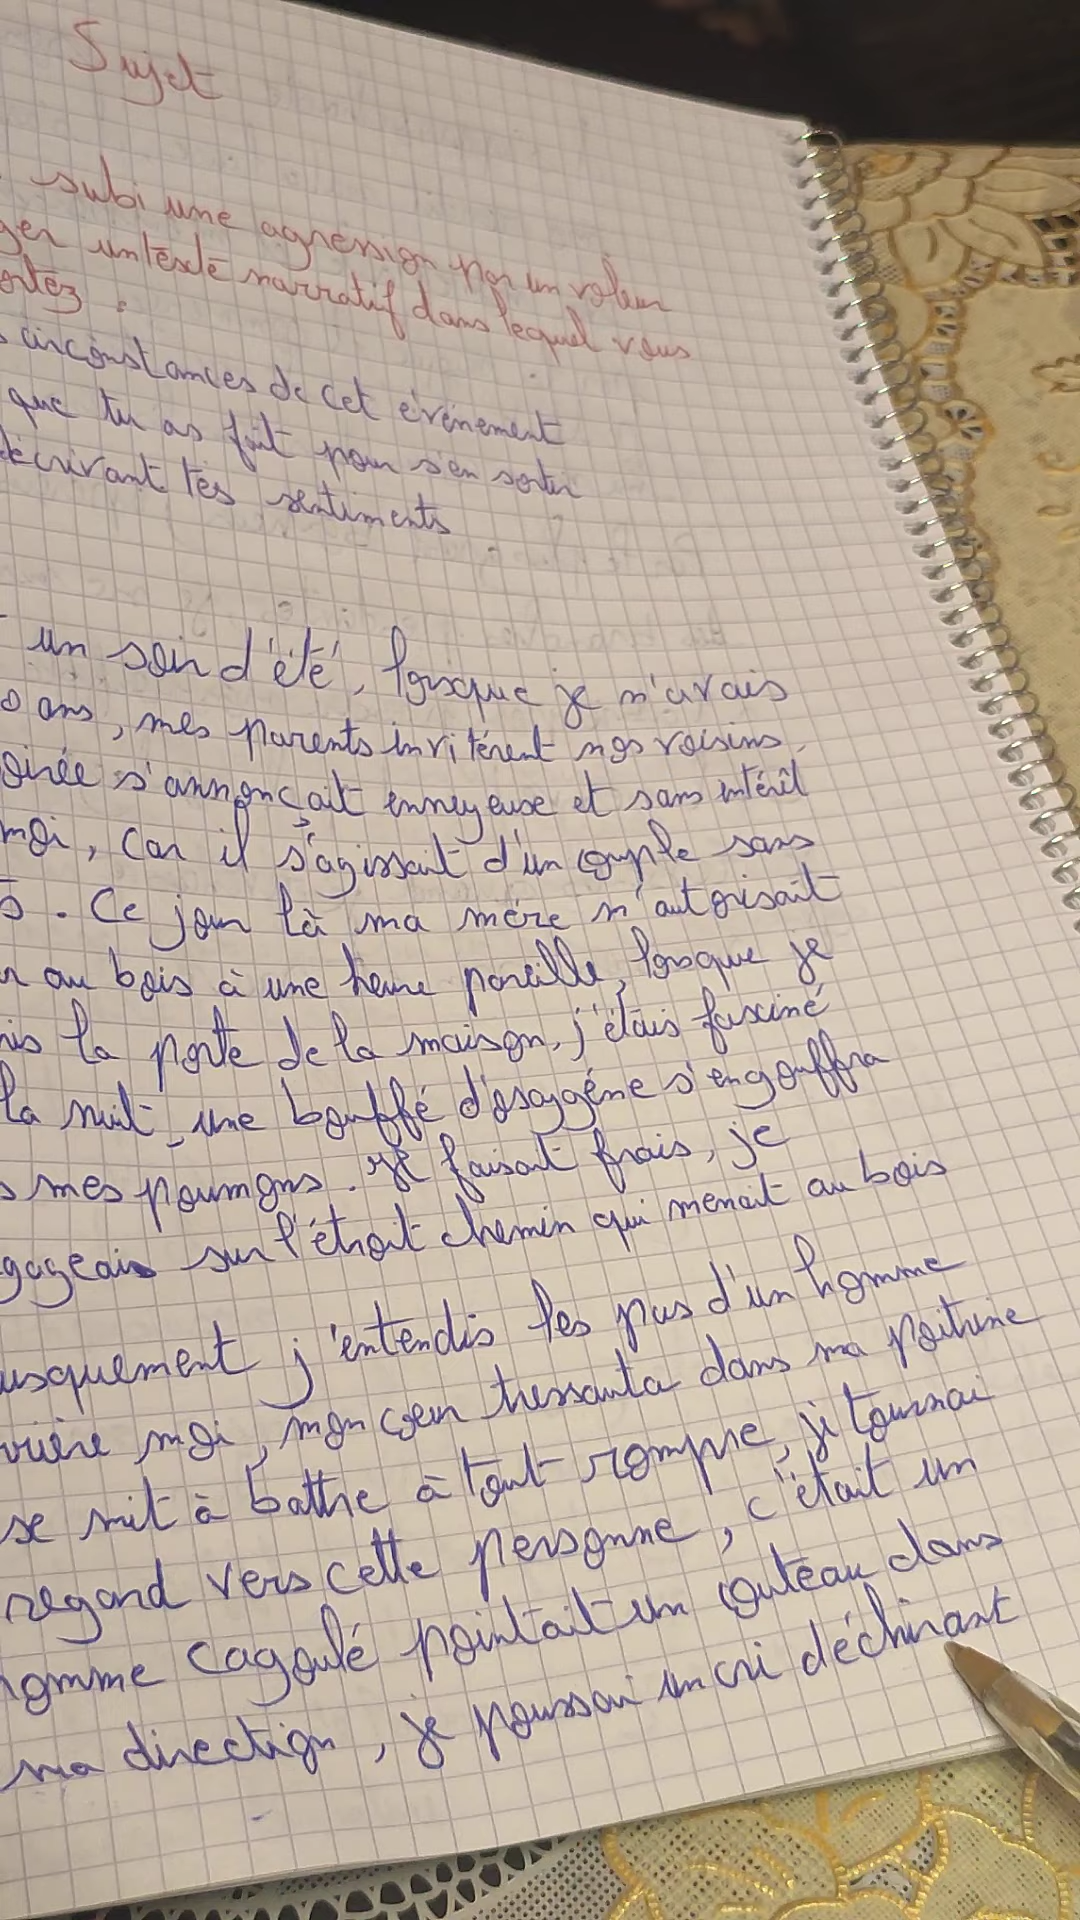 Sujet
subi une agression par un voleur
ger un texte narratif dans lequel vous
ortez :
s circonstances de cet événement
que tu as fait pour s'en sortir
décrivant tes sentiments
un soir d'été, lorsque je n'avais
0 ans, mes parents invitèrent nos voisins.
oirée s'annonçait ennuyeuse et sans intérêt
moi, car il s'agissait d'un couple sans
s. Ce jour là ma mère m'autorisait
r au bois à une heure pareille, lorsque je
ris la porte de la maison, j'étais fasciné
la nuit, une bouffé d'oxygène s'engouffra
s mes poumons. Il faisait frais, je
gageais sur l'étroit chemin qui menait au bois
usquement j'entendis les pas d'un homme
rrière moi, mon cœur tressauta dans ma poitrine
se mit à battre à tout rompre, je tournai
regard vers cette personne, c'était un
homme cagoulé pointait un couteau dans
ma direction, je poussai un cri déchirant